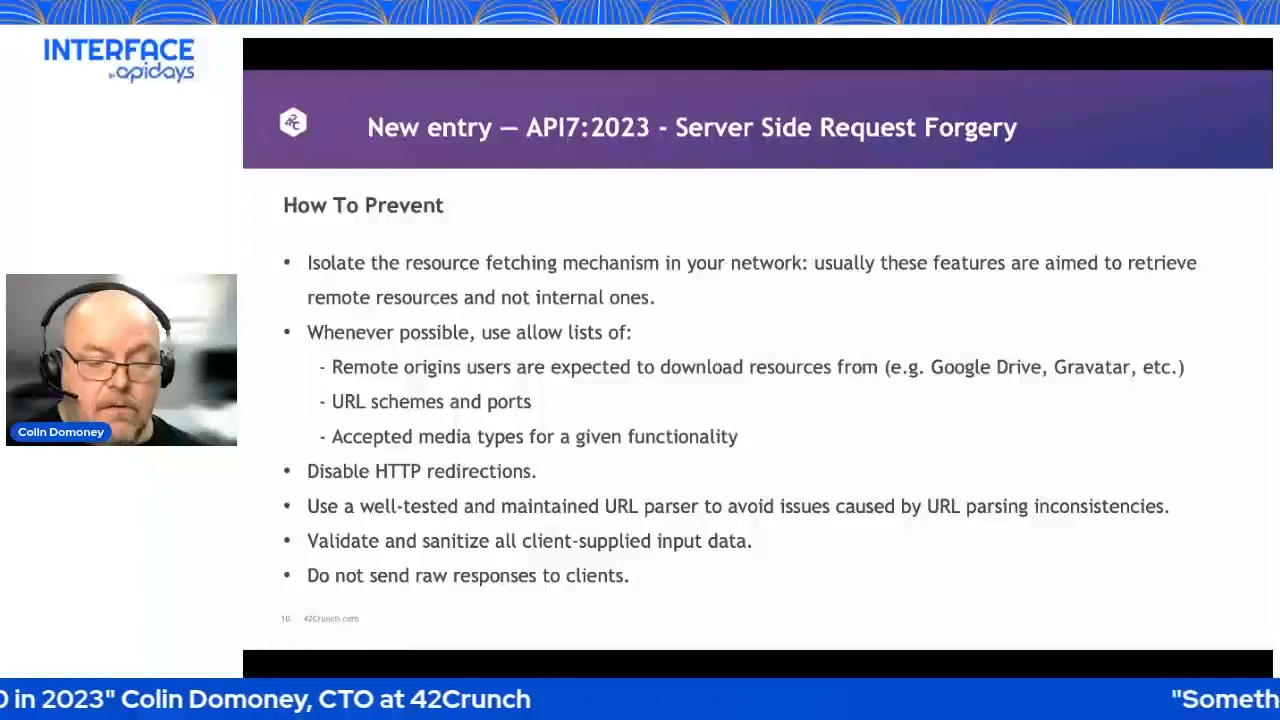 INTERFACE
by apidays
42C
New entry — API7:2023 - Server Side Request Forgery
How To Prevent
• Isolate the resource fetching mechanism in your network: usually these features are aimed to retrieve
remote resources and not internal ones.
• Whenever possible, use allow lists of:
- Remote origins users are expected to download resources from (e.g. Google Drive, Gravatar, etc.)
- URL schemes and ports
- Accepted media types for a given functionality
• Disable HTTP redirections.
• Use a well-tested and maintained URL parser to avoid issues caused by URL parsing inconsistencies.
• Validate and sanitize all client-supplied input data.
• Do not send raw responses to clients.
10. 42Crunch.com
Colin Domoney
0 in 2023" Colin Domoney, CTO at 42Crunch
"Someth